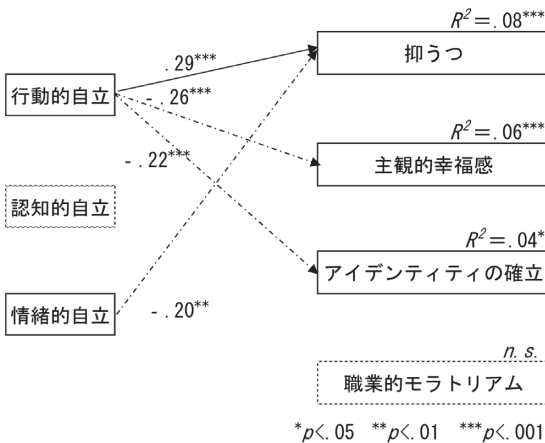 R²＝.08***
抑うつ
.29***
行動的自立
-.26***
R²＝.06***
主観的幸福感
-.22***
認知的自立
R²＝.04*
アイデンティティの確立
情緒的自立
-.20**
n.s.
職業的モラトリアム
*p<.05 **p<.01 ***p<.001